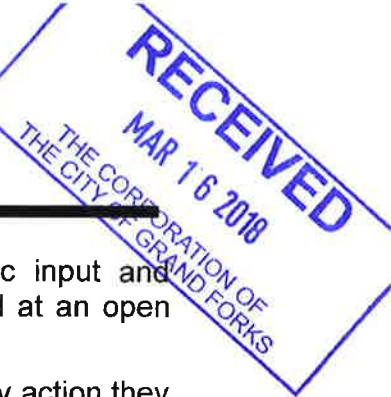 RECEIVED
MAR 16 2018
THE CORPORATION OF
THE CITY OF GRAND FORKS
c input and
at an open
action they